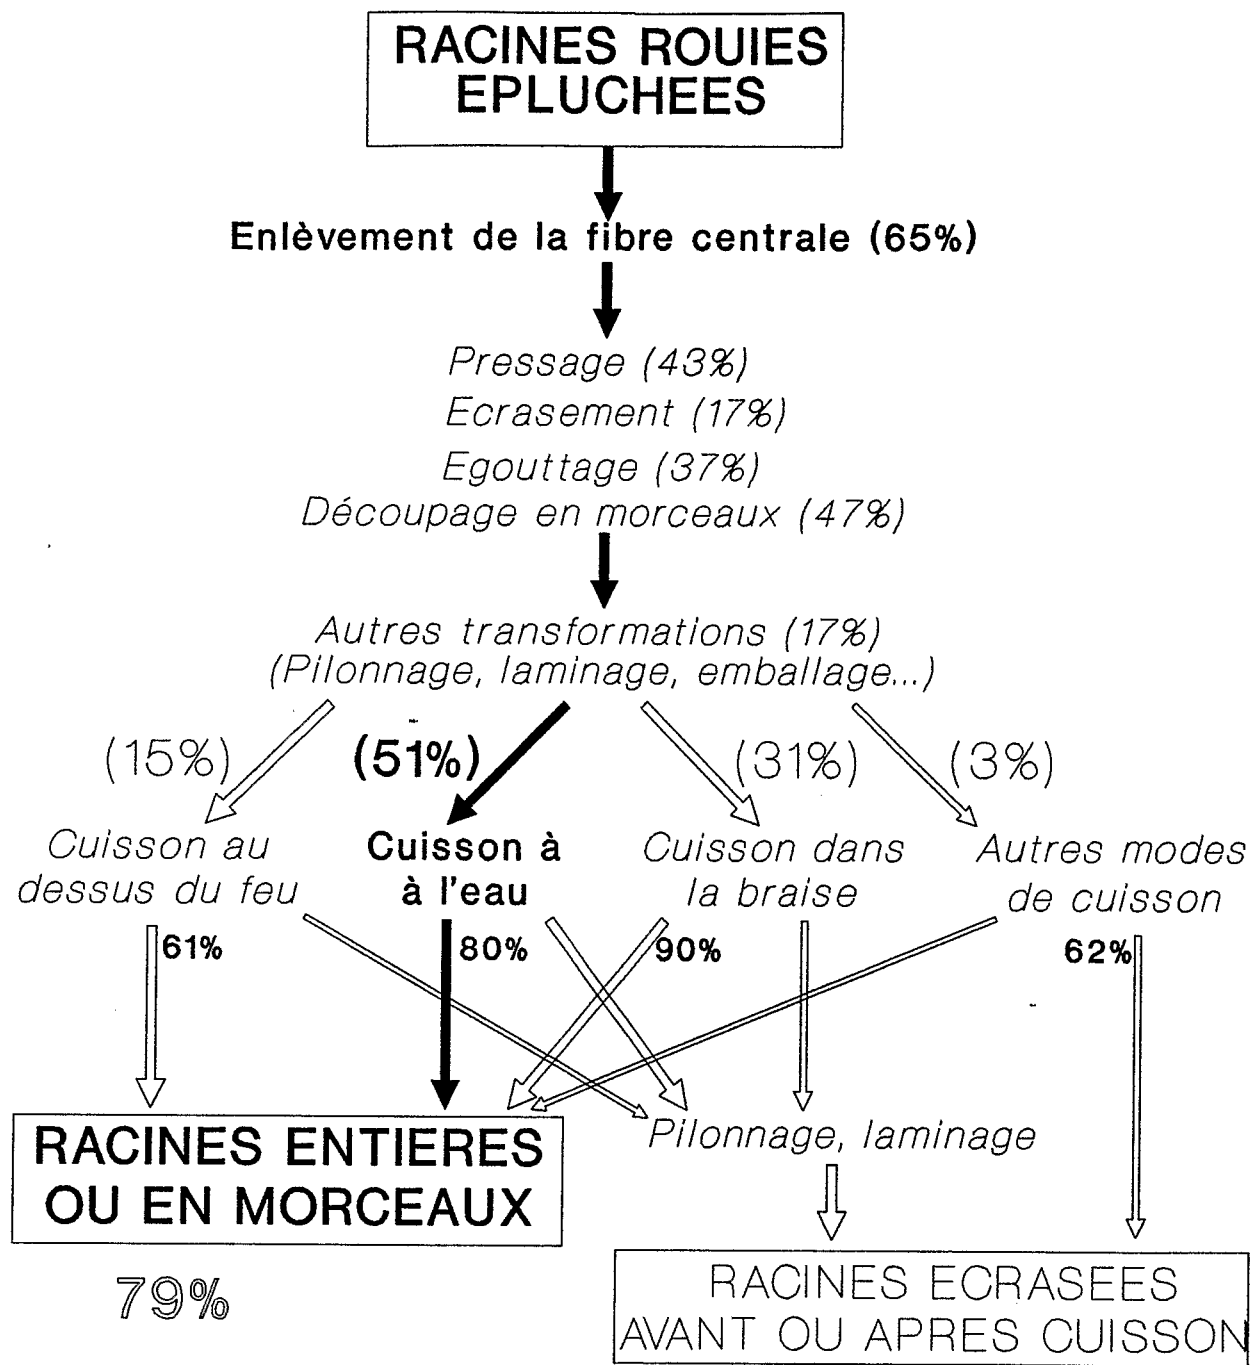 RACINES ROUIES
EPLUCHEES
Enlèvement de la fibre centrale (65%)
Pressage (43%)
Ecrasement (17%)
Egouttage (37%)
Découpage en morceaux (47%)
Autres transformations (17%)
(Pilonnage, laminage, emballage...)
(15%) (51%) (31%) (3%)
Cuisson au
dessus du feu
Cuisson à
à l'eau
Cuisson dans
la braise
Autres modes
de cuisson
61% 80% 90% 62%
RACINES ENTIERES
OU EN MORCEAUX
Pilonnage, laminage
79%
RACINES ECRASEES
AVANT OU APRES CUISSON